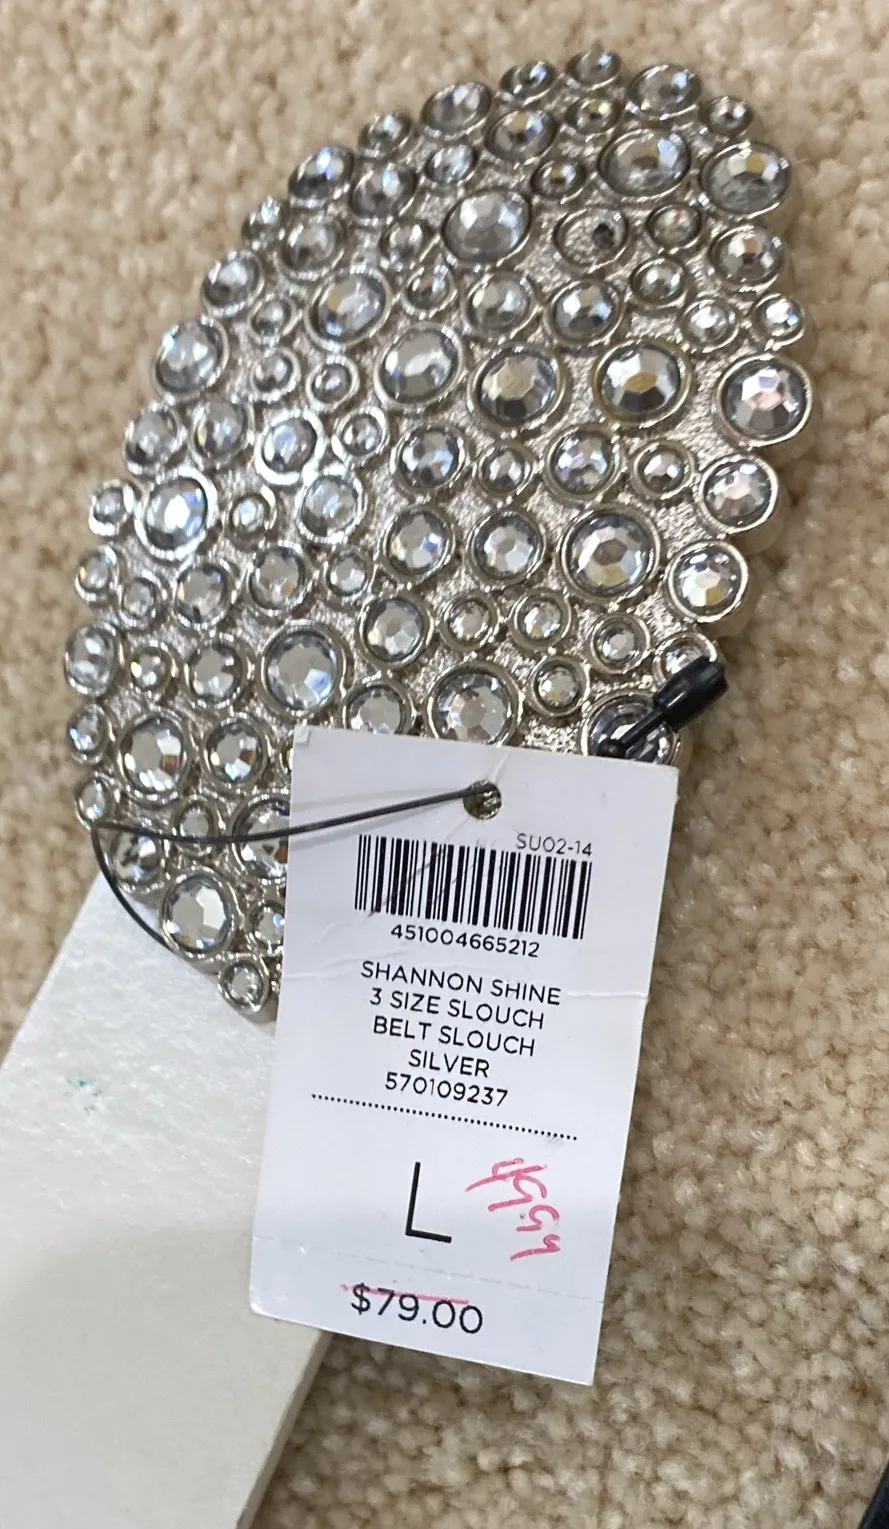 SU02-14
451004665212
SHANNON SHINE
3 SIZE SLOUCH
BELT SLOUCH
SILVER
570109237
L
$79.00